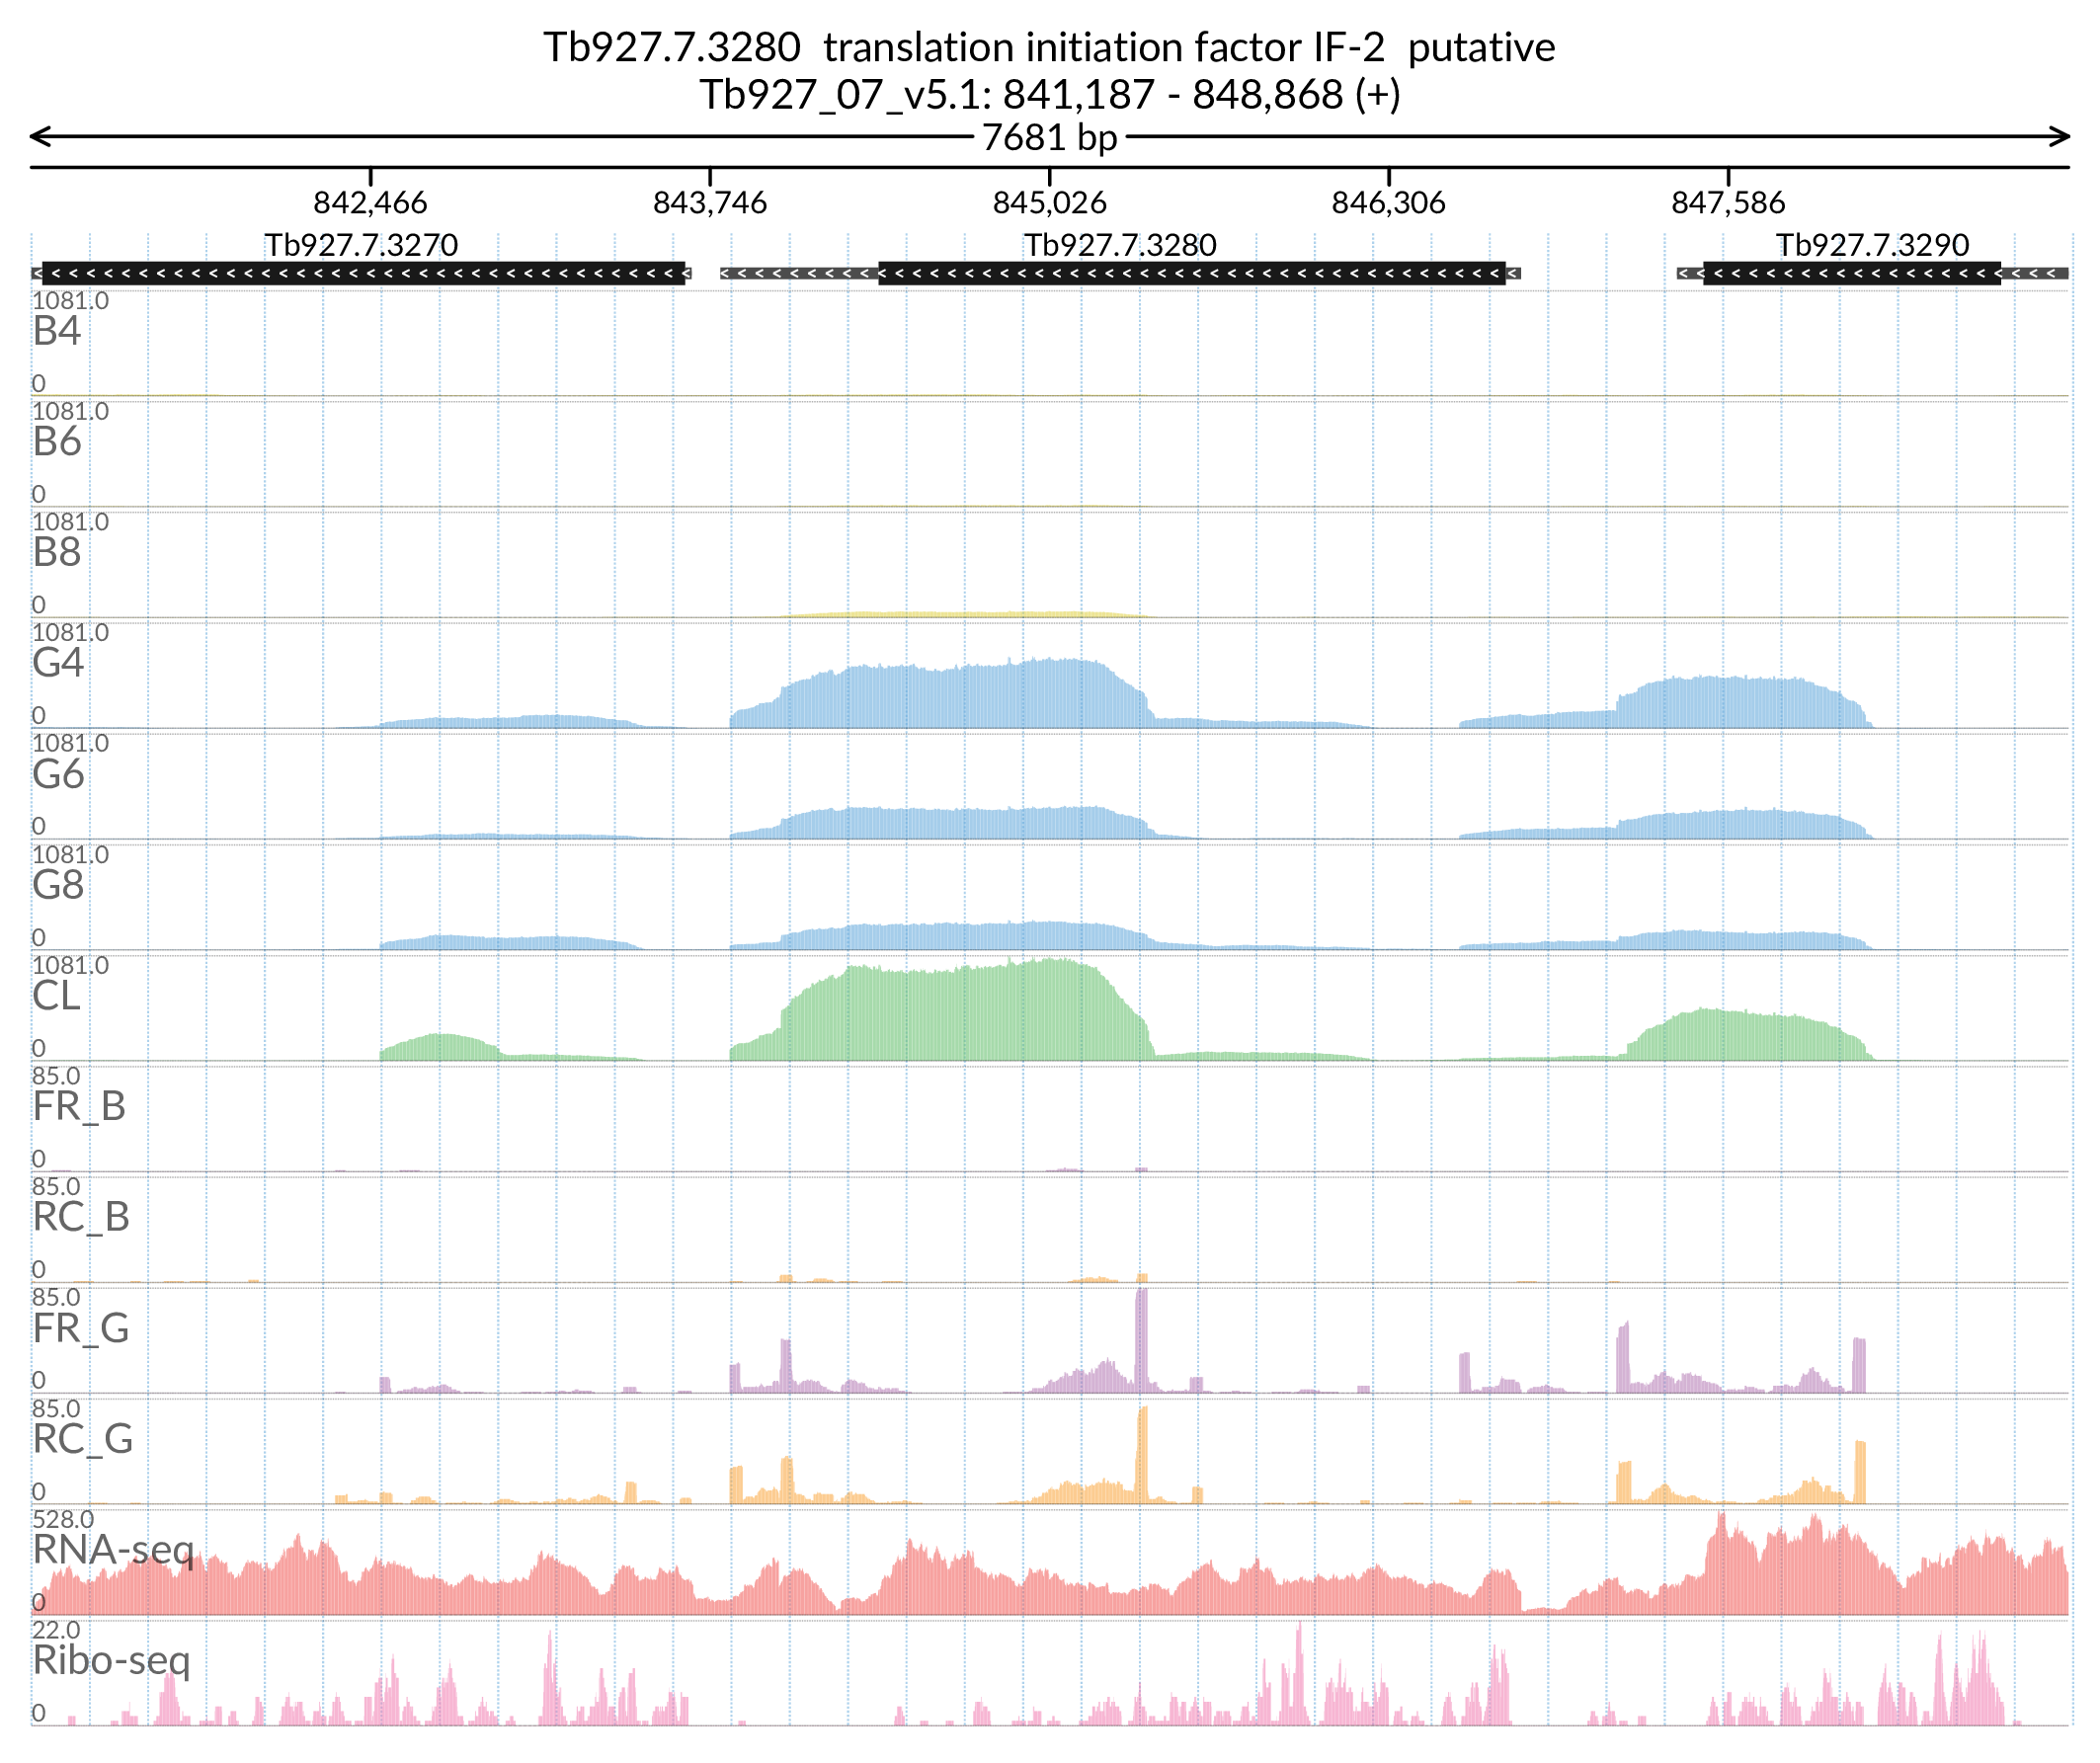 Tb927.7.3280  translation initiation factor IF-2  putative
Tb927_07_v5.1: 841,187 - 848,868 (+)
7681 bp
842,466 843,746 845,026 846,306 847,586
Tb927.7.3270 Tb927.7.3280 Tb927.7.3290
1081.0
B4
0
1081.0
B6
0
1081.0
B8
0
1081.0
G4
0
1081.0
G6
0
1081.0
G8
0
1081.0
CL
0
85.0
FR_B
0
85.0
RC_B
0
85.0
FR_G
0
85.0
RC_G
0
528.0
RNA-seq
0
22.0
Ribo-seq
0